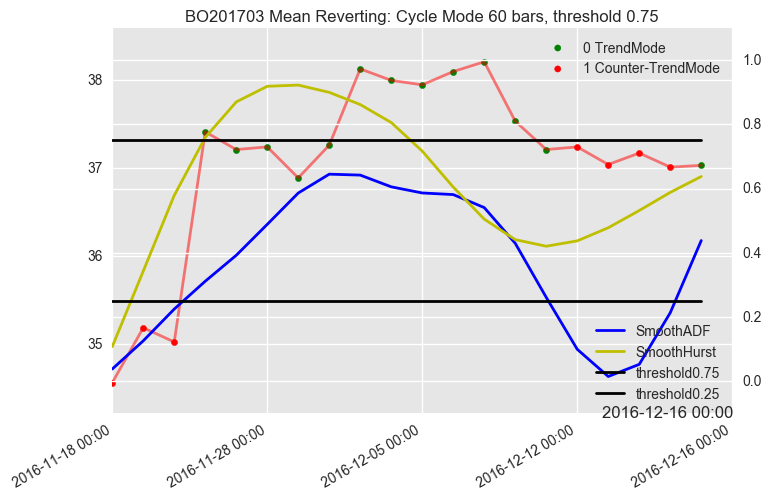 BO201703 Mean Reverting: Cycle Mode 60 bars, threshold 0.75
0 TrendMode
1 Counter-TrendMode
38
37
36
35
1.0
0.8
0.6
0.4
0.2
0.0
SmoothADF
SmoothHurst
threshold0.75
threshold0.25
2016-12-16 00:00
2016-11-18 00:00
2016-11-28 00:00
2016-12-05 00:00
2016-12-12 00:00
2016-12-16 00:00